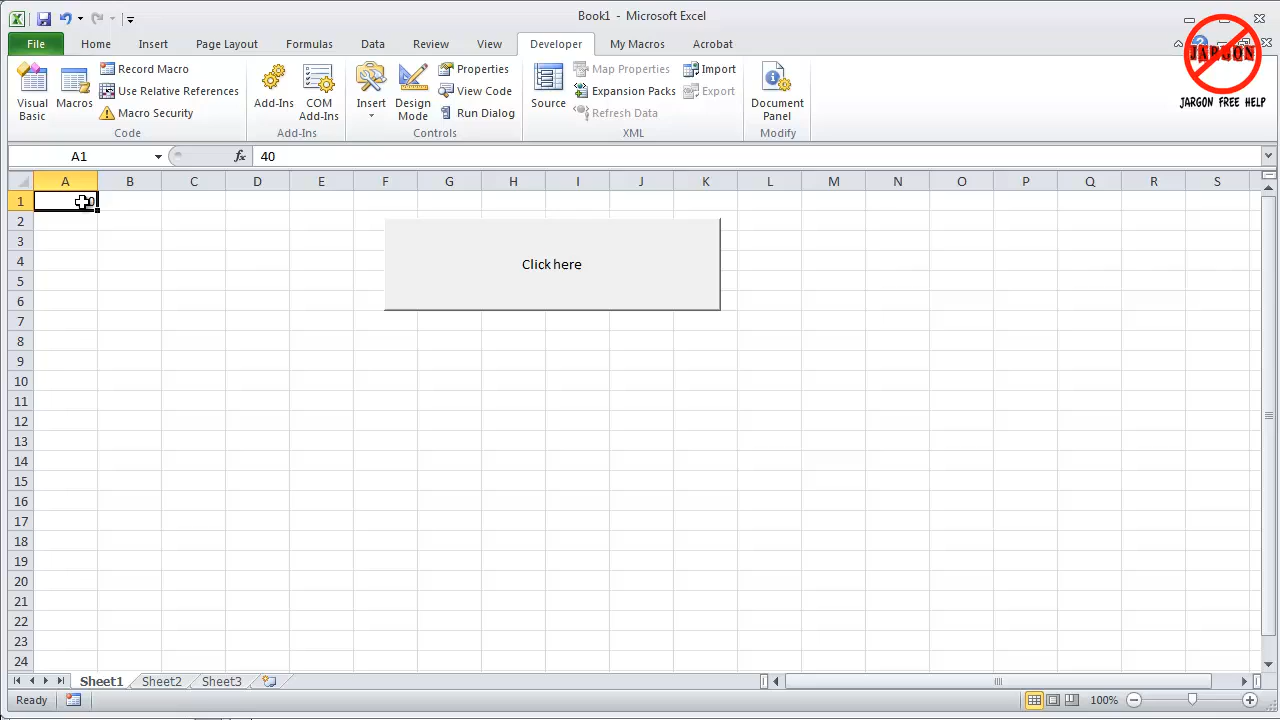 Book1 - Microsoft Excel
File Home Insert Page Layout Formulas Data Review View Developer My Macros Acrobat
Visual Basic
Macros
Record Macro
Use Relative References
Macro Security
Code
Add-Ins
COM Add-Ins
Add-Ins
Insert
Design Mode
Properties
View Code
Run Dialog
Controls
Source
Map Properties
Expansion Packs
Refresh Data
Import
Export
XML
Document Panel
Modify
JARGON
JARGON FREE HELP
A1 fx 40
A B C D E F G H I J K L M N O P Q R S
1
2
3
4
5
6
7
8
9
10
11
12
13
14
15
16
17
18
19
20
21
22
23
24
Click here
Sheet1 Sheet2 Sheet3
Ready 100%